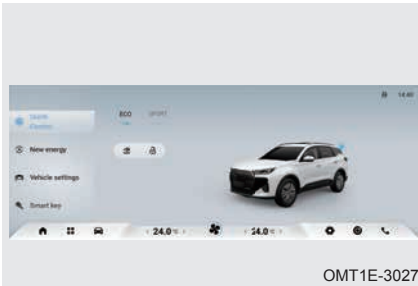 14:40
ECO SPORT
New energy
Vehicle settings
Smart key
24.0 °C
24.0 °C
OMT1E-3027